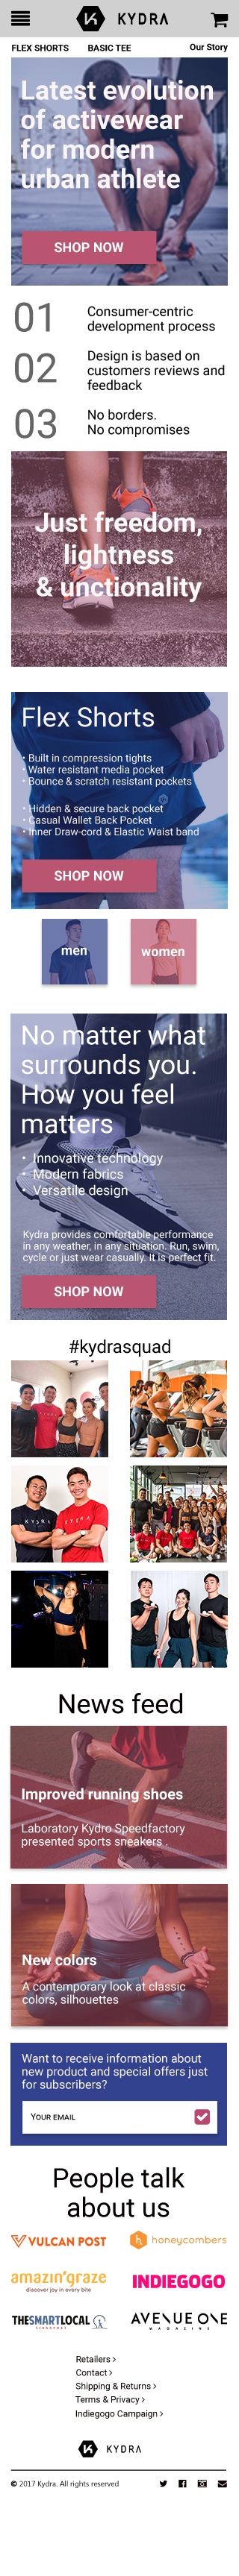 KYDRA
FLEX SHORTS BASIC TEE Our Story
Latest evolution
of activewear
for modern
urban athlete
SHOP NOW
01 Consumer-centric
development process
02 Design is based on
customers reviews and
feedback
03 No borders.
No compromises
Just freedom,
lightness
& unctionality
Flex Shorts
• Built in compression tights
• Water resistant media pocket
• Bounce & scratch resistant pockets
• Hidden & secure back pocket
• Casual Wallet Back Pocket
• Inner Draw-cord & Elastic Waist band
SHOP NOW
men women
No matter what
surrounds you.
How you feel
matters
• Innovative technology
• Modern fabrics
• Versatile design
Kydra provides comfortable performance
in any weather, in any situation. Run, swim,
cycle or just wear casually. It is perfect fit.
SHOP NOW
#kydrasquad
KYDRA KYDRA
News feed
Improved running shoes
Laboratory Kydro Speedfactory
presented sports sneakers .
New colors
A contemporary look at classic
colors, silhouettes
Want to receive information about
new product and special offers just
for subscribers?
YOUR EMAIL
People talk
about us
VULCAN POST honeycombers
amazin'graze
discover joy in every bite
INDIEGOGO
THESMARTLOCAL
SINGAPORE
AVENUE ONE
MAGAZINE
Retailers >
Contact >
Shipping & Returns >
Terms & Privacy >
Indiegogo Campaign >
KYDRA
© 2017 Kydra. All rights reserved